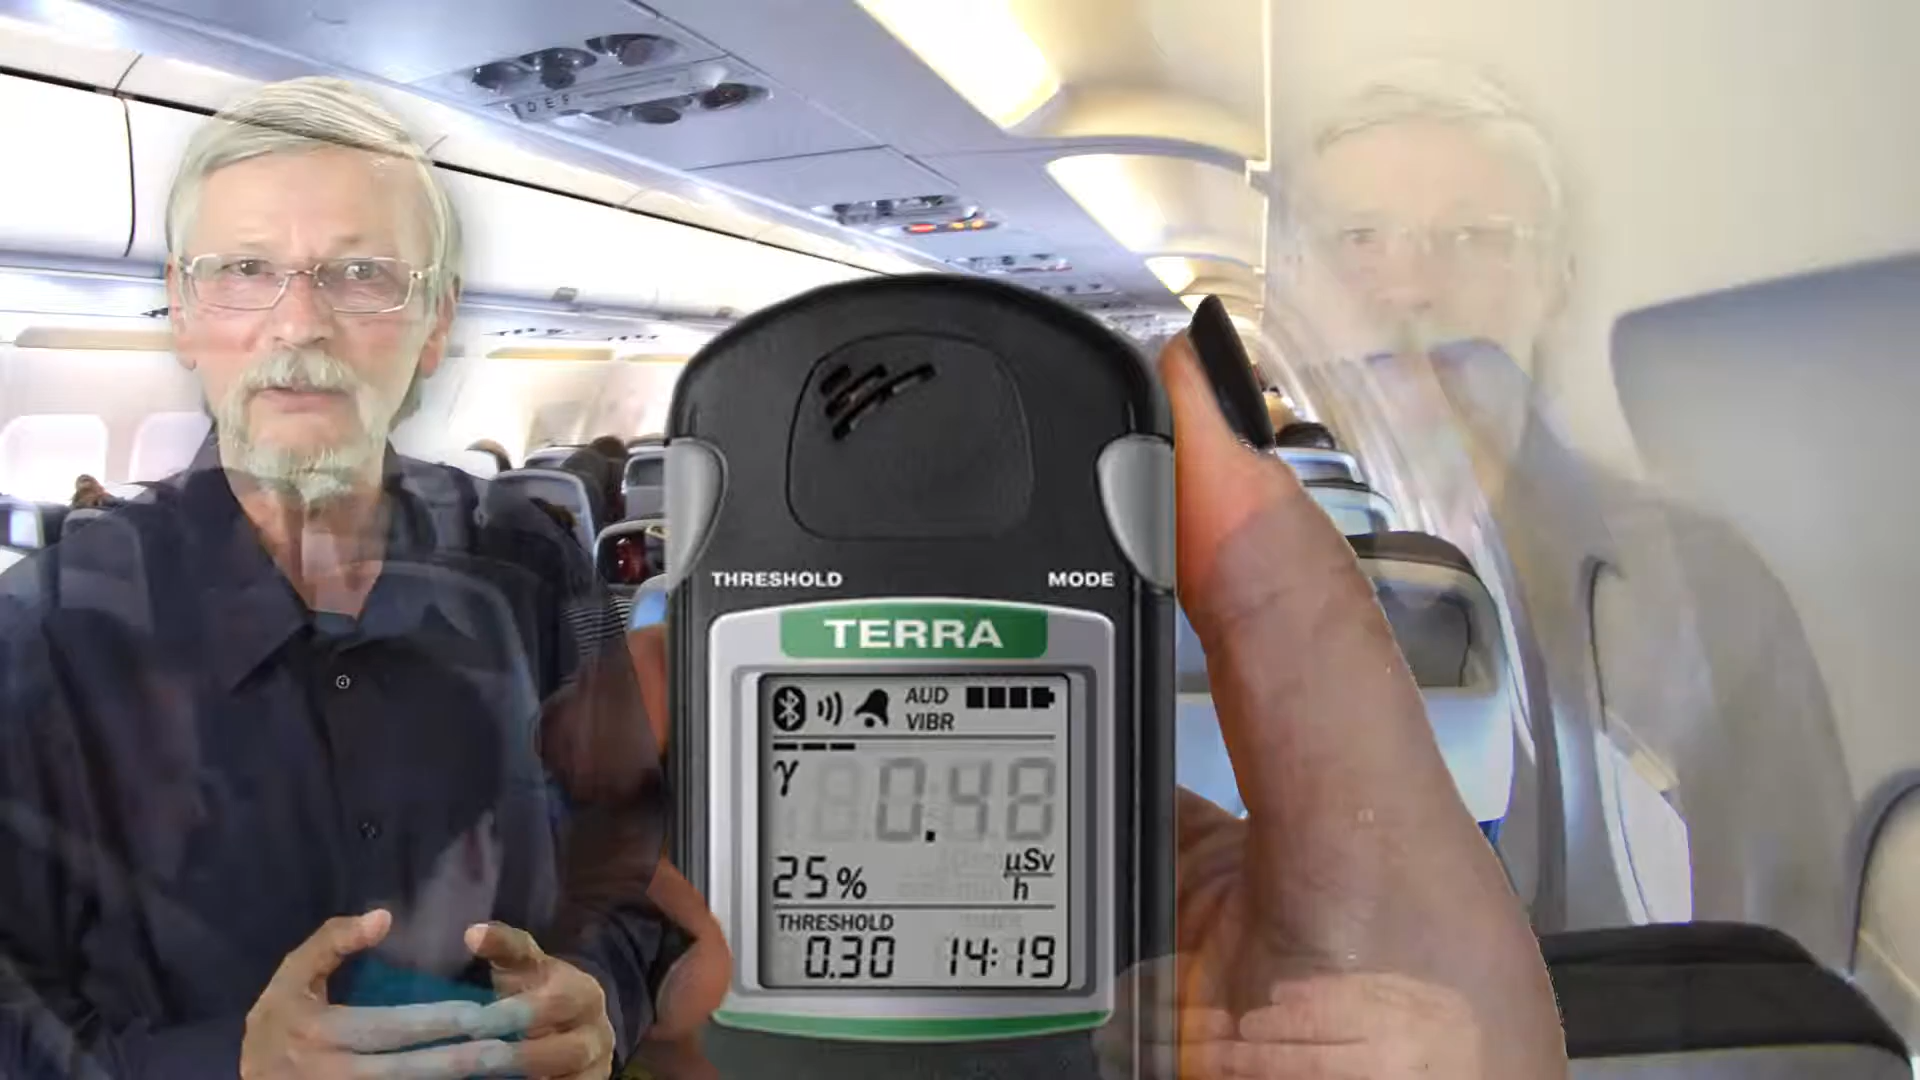 D E F
THRESHOLD MODE
TERRA
AUD
VIBR
γ 0.48
25% μSv/h
THRESHOLD
0.30 14:19